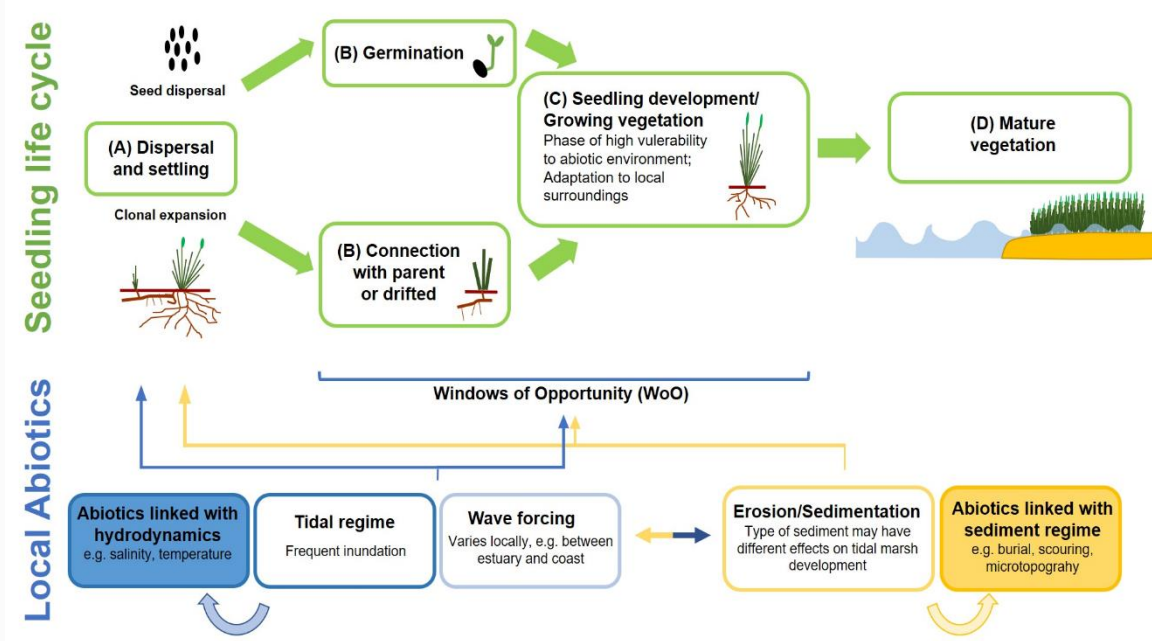 Seedling life cycle
Seed dispersal
(A) Dispersal
and settling
Clonal expansion
(B) Germination
(B) Connection
with parent
or drifted
(C) Seedling development/
Growing vegetation
Phase of high vulerability
to abiotic environment;
Adaptation to local
surroundings
(D) Mature
vegetation
Local Abiotics
Windows of Opportunity (WoO)
Abiotics linked with
hydrodynamics
e.g. salinity, temperature
Tidal regime
Frequent inundation
Wave forcing
Varies locally, e.g. between
estuary and coast
Erosion/Sedimentation
Type of sediment may have
different effects on tidal marsh
development
Abiotics linked with
sediment regime
e.g. burial, scouring,
microtopograhy